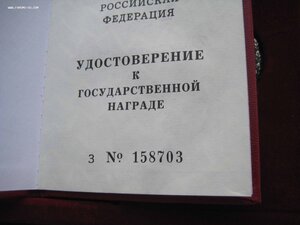 РОССИЙСКАЯ
ФЕДЕРАЦИЯ
УДОСТОВЕРЕНИЕ
К
ГОСУДАРСТВЕННОЙ
НАГРАДЕ
З № 158703